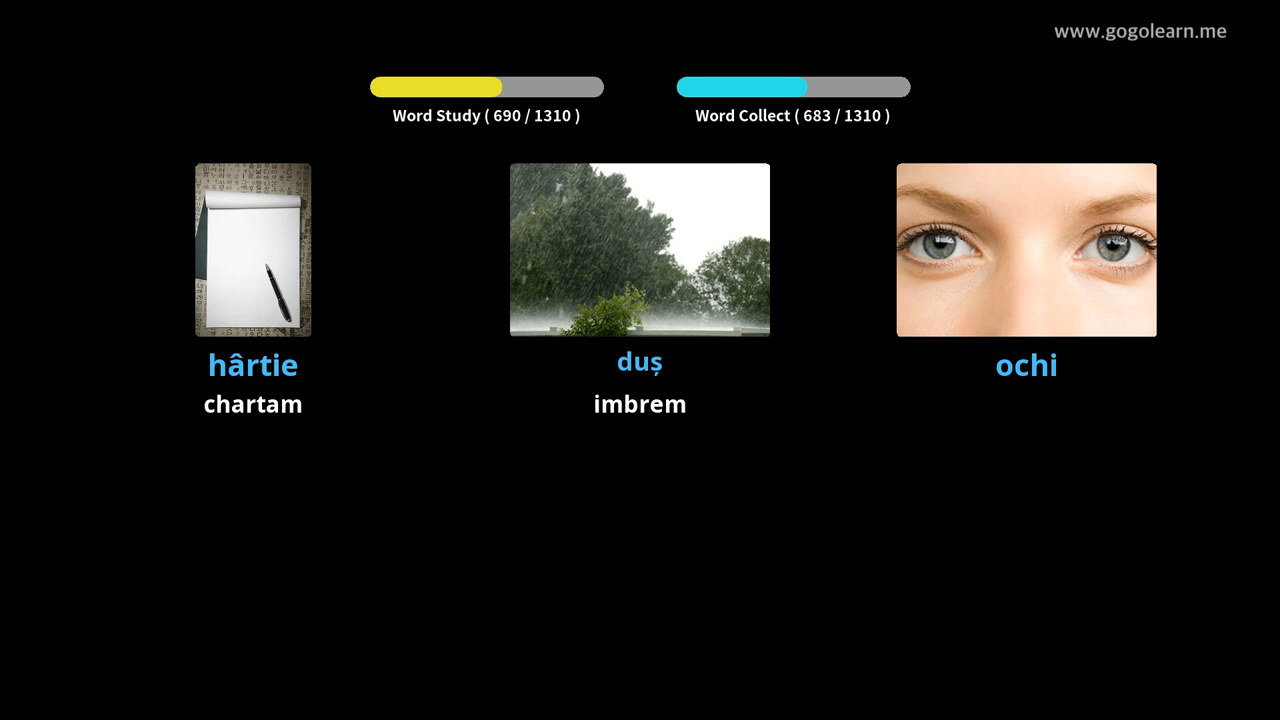 www.gogolearn.me
Word Study ( 690 / 1310 )
Word Collect ( 683 / 1310 )
hârtie
chartam
duș
imbrem
ochi